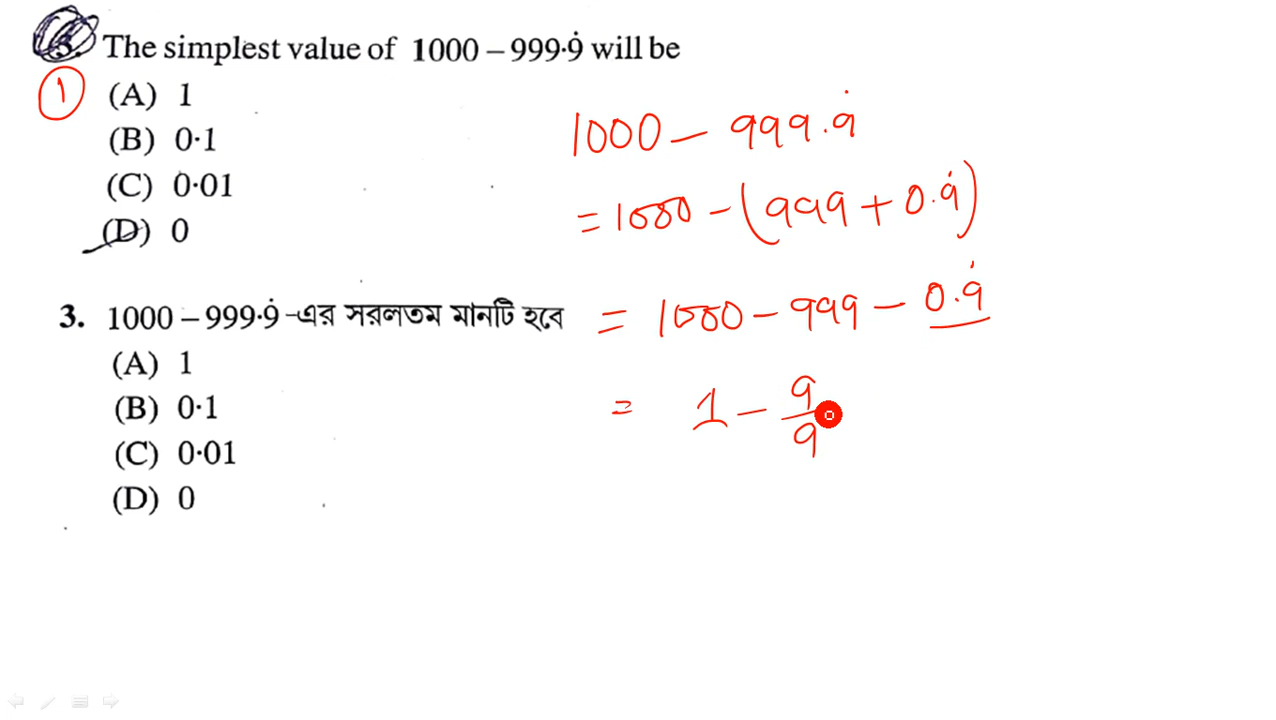 3. The simplest value of 1000 – 999·9̇ will be
1
(A) 1
(B) 0·1
(C) 0·01
(D) 0
3. 1000 – 999·9̇ -এর সরলতম মানটি হবে
(A) 1
(B) 0·1
(C) 0·01
(D) 0
1000 – 999.9̇
= 1000 – (999 + 0.9̇)
= 1000 – 999 – 0.9̇
= 1 – 9/9